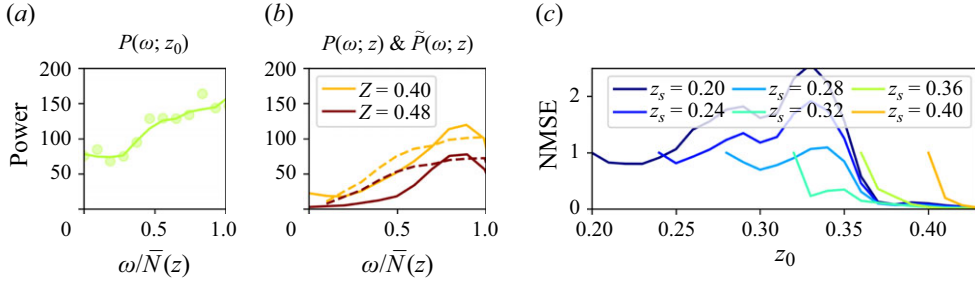 (a)
P(ω; z₀)
200
150
100
50
0
0.5
1.0
Power
ω/N̅(z)
(b)
P(ω; z) & P̃(ω; z)
200
150
100
50
0
0.5
1.0
Z = 0.40
Z = 0.48
ω/N̅(z)
(c)
2
1
0
NMSE
zₛ = 0.20 zₛ = 0.28 zₛ = 0.36
zₛ = 0.24 zₛ = 0.32 zₛ = 0.40
0.20 0.25 0.30 0.35 0.40
z₀